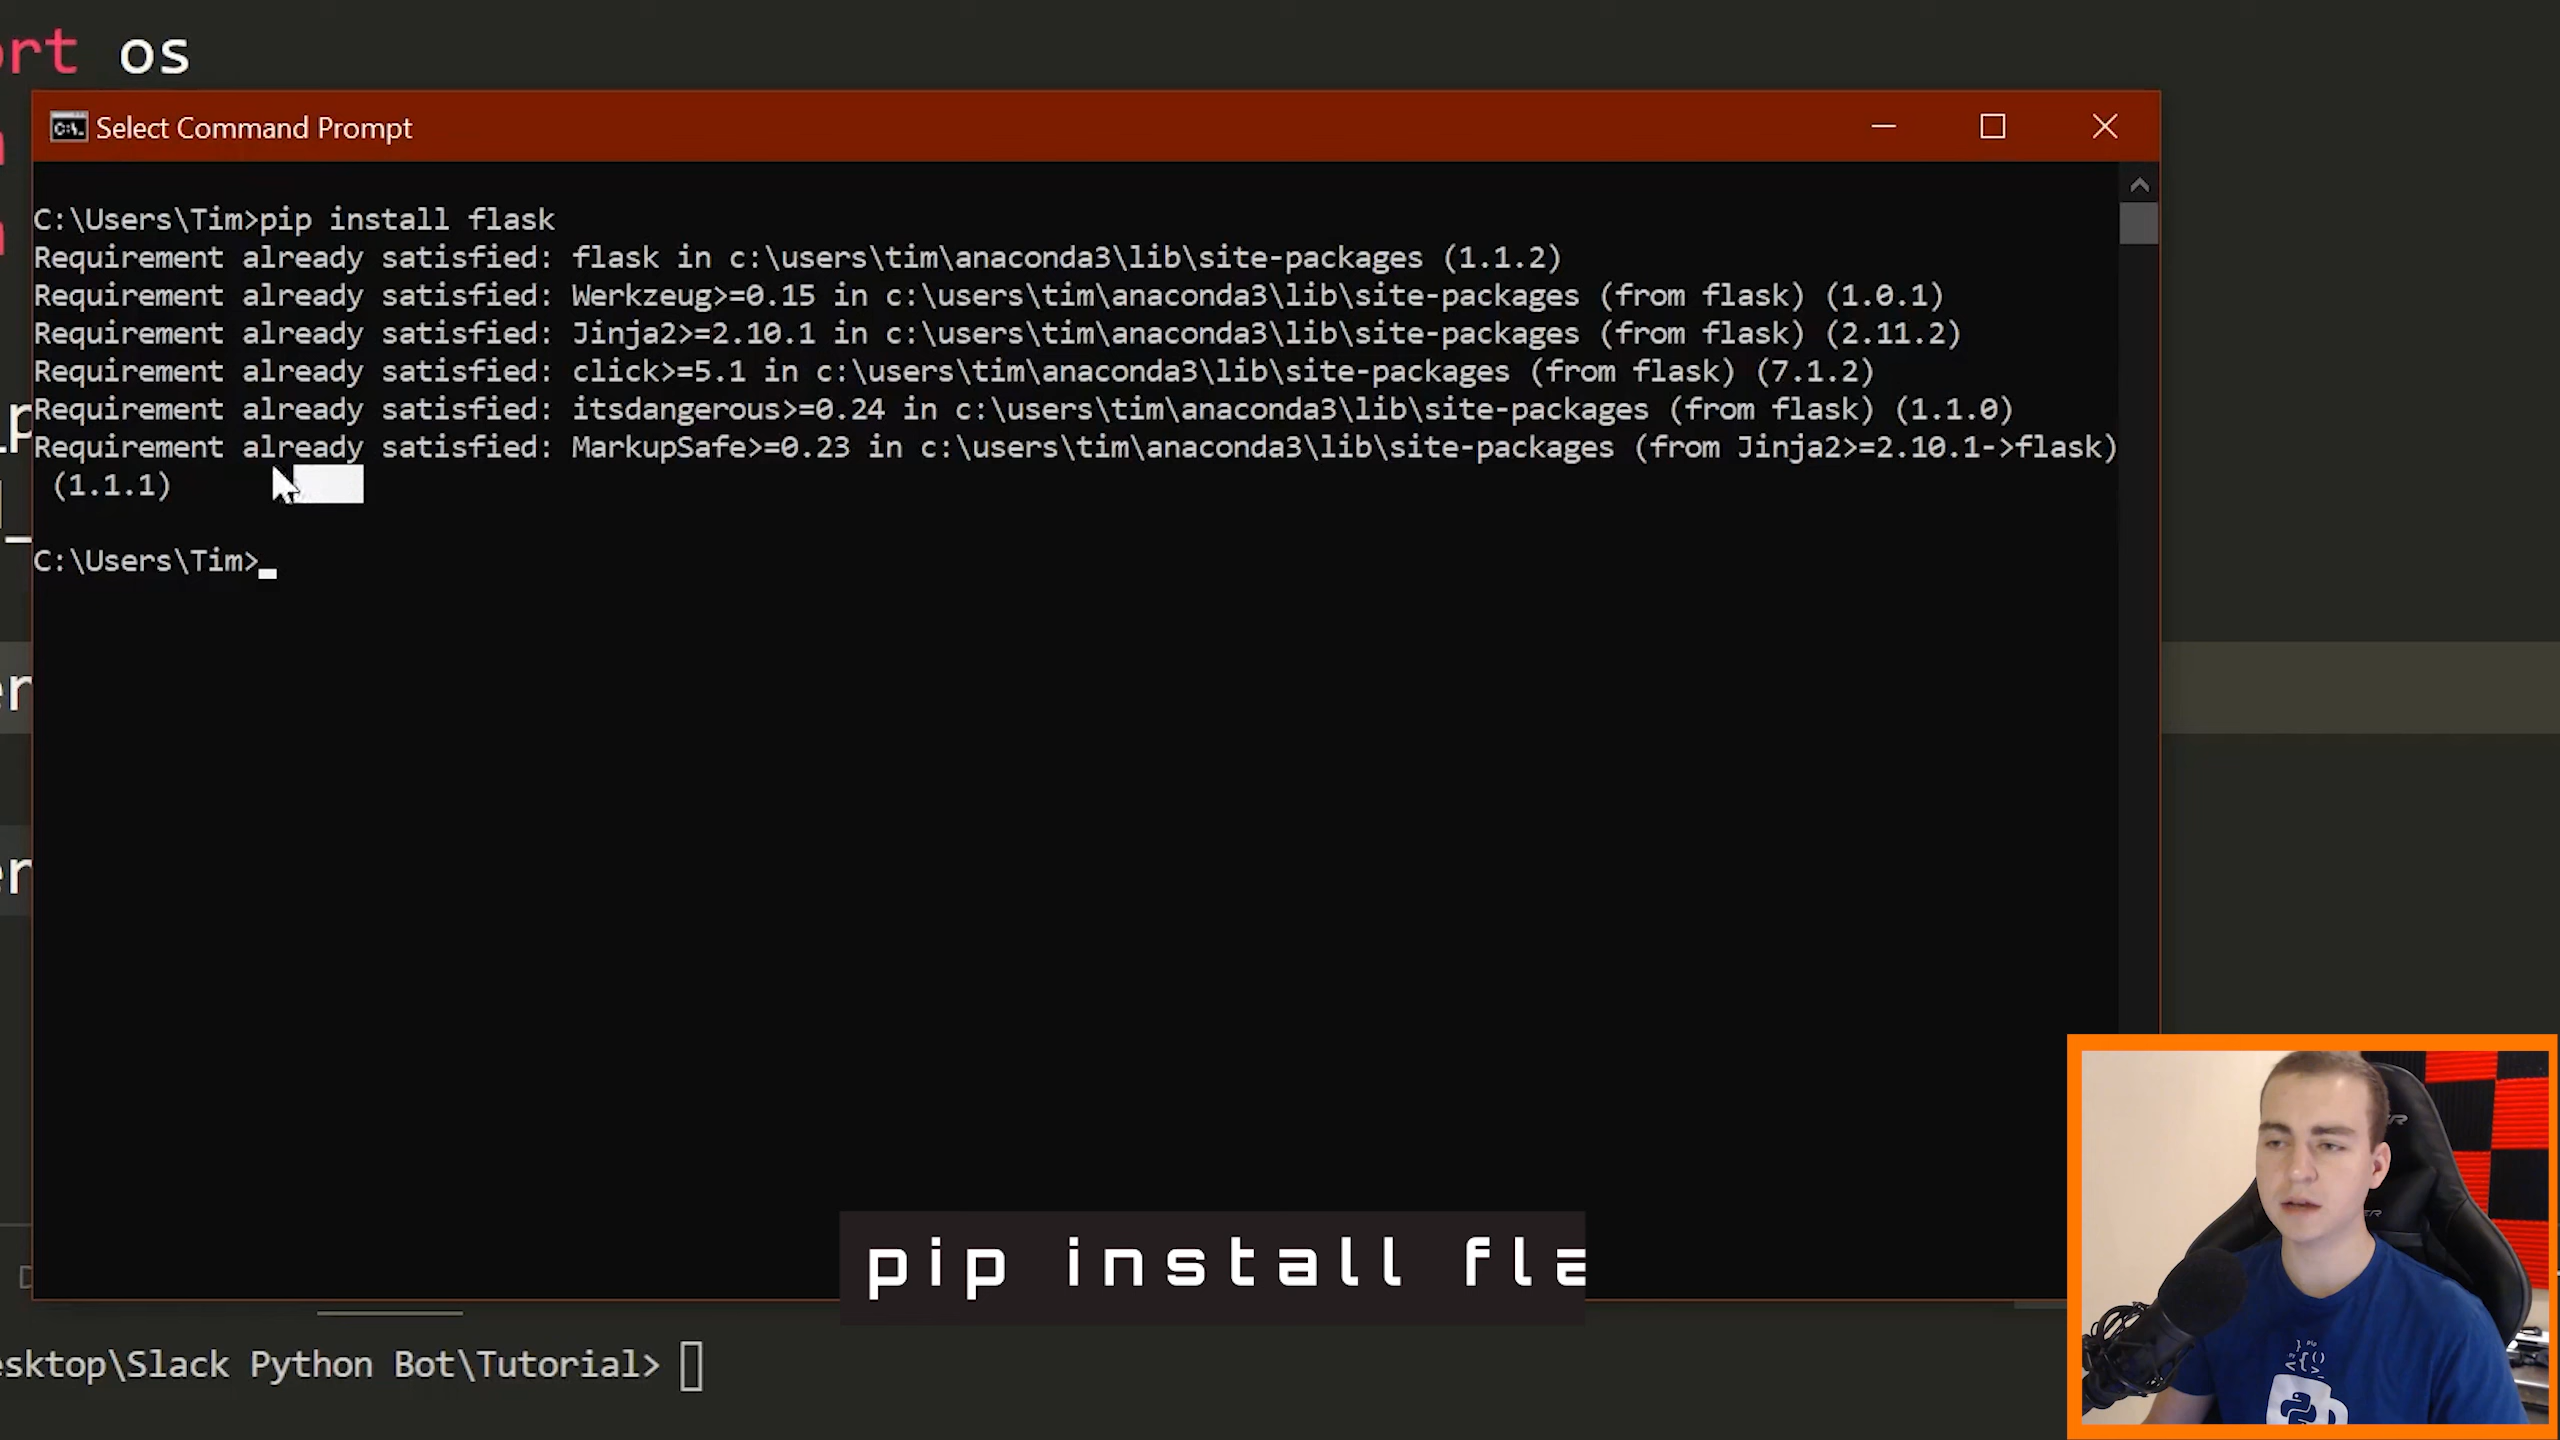 ort os
Select Command Prompt
C:\Users\Tim>pip install flask
Requirement already satisfied: flask in c:\users\tim\anaconda3\lib\site-packages (1.1.2)
Requirement already satisfied: Werkzeug>=0.15 in c:\users\tim\anaconda3\lib\site-packages (from flask) (1.0.1)
Requirement already satisfied: Jinja2>=2.10.1 in c:\users\tim\anaconda3\lib\site-packages (from flask) (2.11.2)
Requirement already satisfied: click>=5.1 in c:\users\tim\anaconda3\lib\site-packages (from flask) (7.1.2)
Requirement already satisfied: itsdangerous>=0.24 in c:\users\tim\anaconda3\lib\site-packages (from flask) (1.1.0)
Requirement already satisfied: MarkupSafe>=0.23 in c:\users\tim\anaconda3\lib\site-packages (from Jinja2>=2.10.1->flask)
(1.1.1)
C:\Users\Tim>
er
er
pip install fla
esktop\Slack Python Bot\Tutorial>